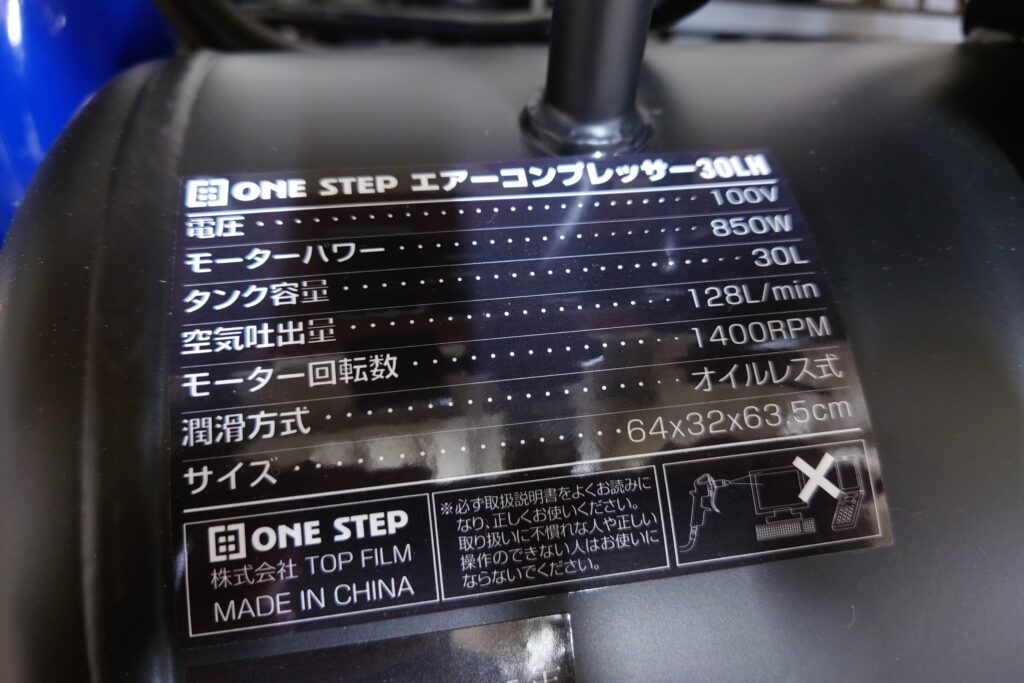 ONE STEP エアーコンプレッサー30LH
電圧 100V
モーターパワー 850W
タンク容量 30L
空気吐出量 128L/min
モーター回転数 1400RPM
潤滑方式 オイルレス式
サイズ 64x32x63.5cm
ONE STEP
株式会社 TOP FILM
MADE IN CHINA
※必ず取扱説明書をよくお読みに
なり、正しくお使いください。
取り扱いに不慣れな人や正しい
操作のできない人はお使いに
ならないでください。